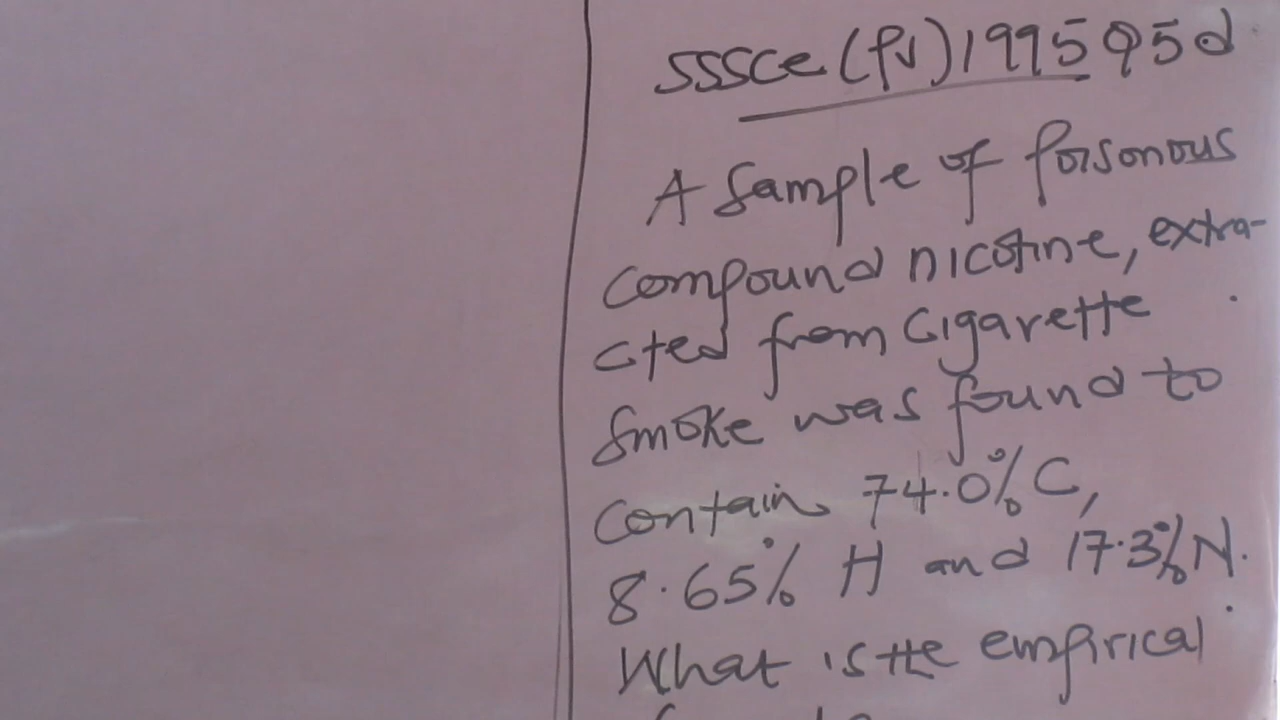 SSSCE (PV) 1995 Q5d
A Sample of Poisonous
Compound nicotine, extra-
cted from Cigarette
Smoke was found to
Contain 74.0% C,
8.65% H and 17.3% N.
What is the empirical